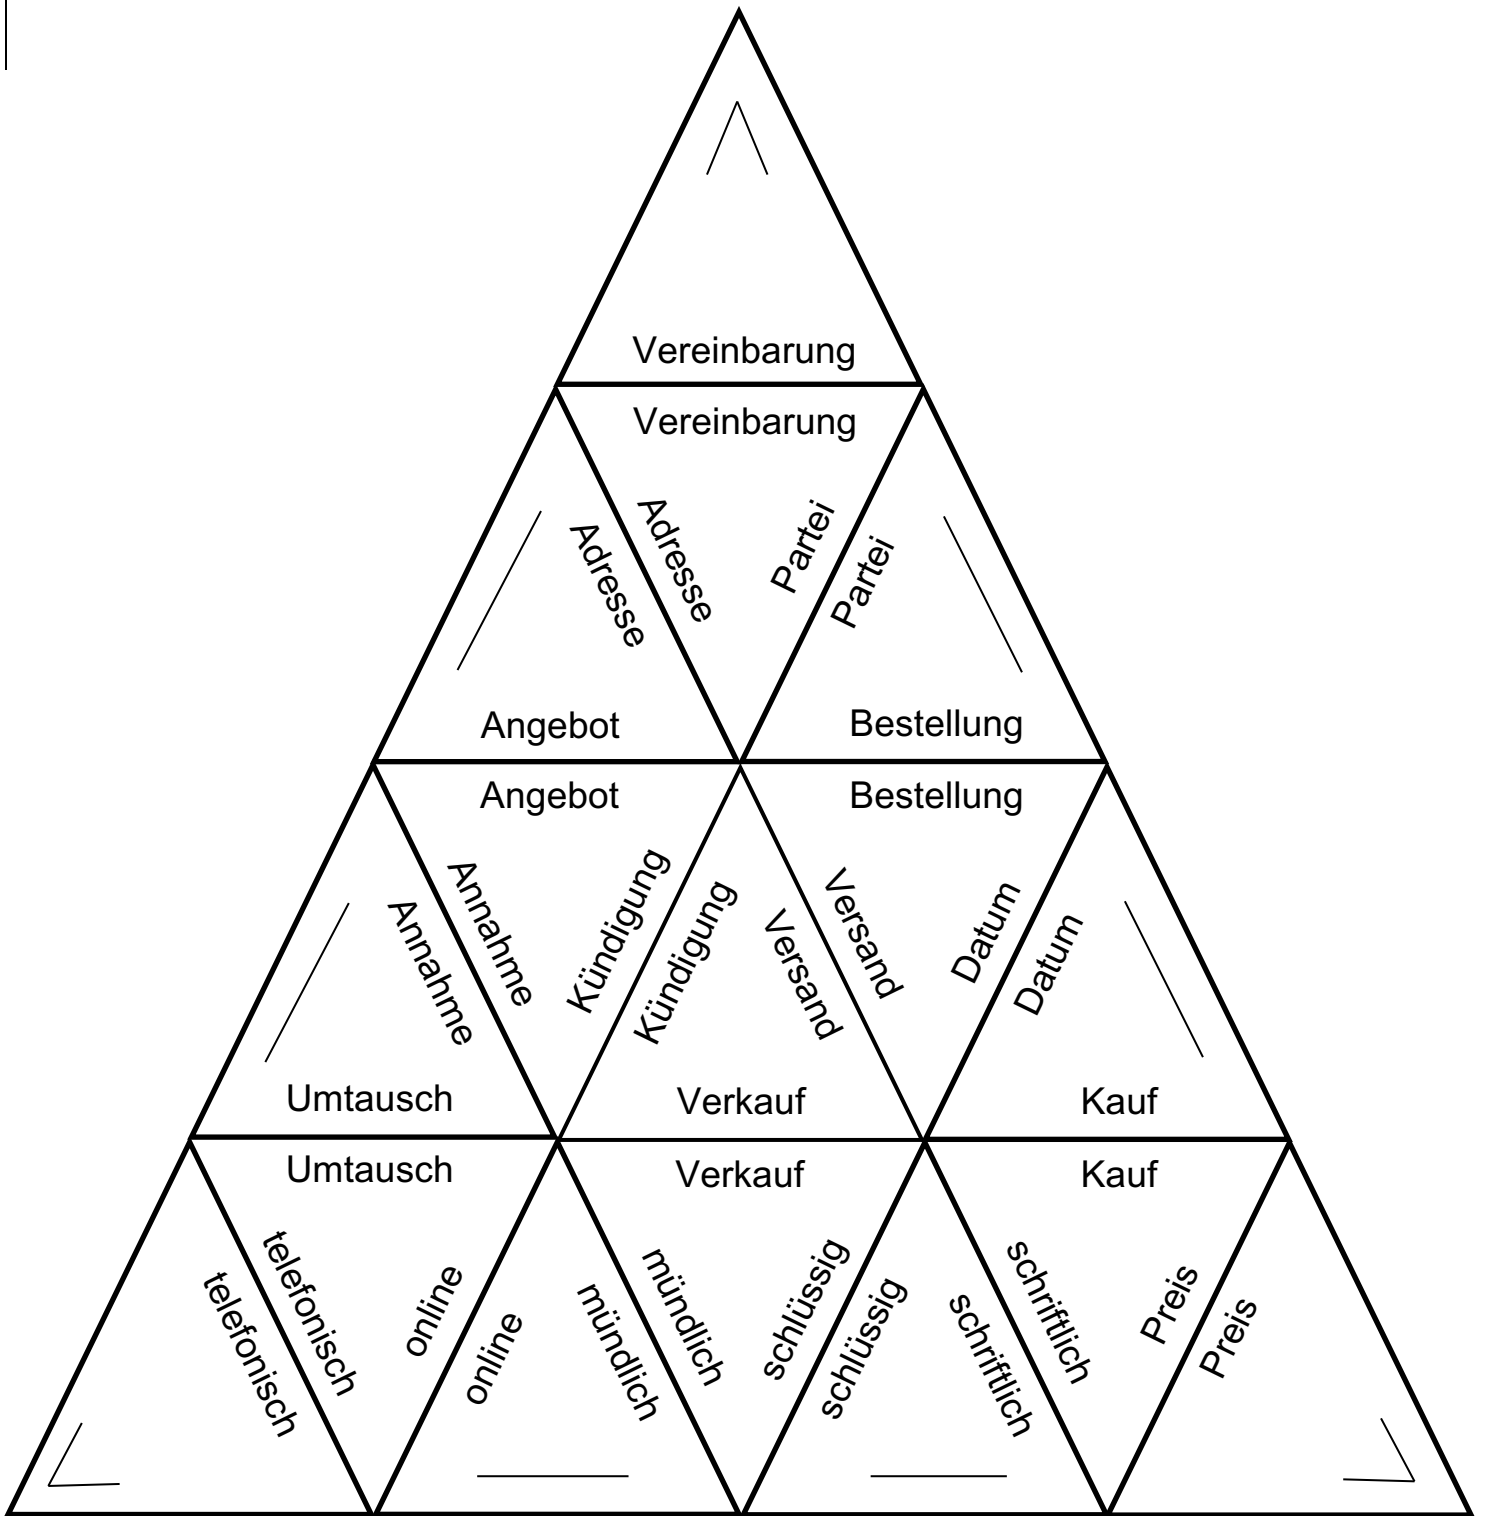 Vereinbarung
Vereinbarung
Adresse
Adresse
Partei
Partei
Angebot
Bestellung
Angebot
Bestellung
Annahme
Annahme
Kündigung
Kündigung
Versand
Versand
Datum
Datum
Umtausch
Verkauf
Kauf
Umtausch
Verkauf
Kauf
telefonisch
telefonisch
online
online
mündlich
mündlich
schlüssig
schlüssig
schriftlich
schriftlich
Preis
Preis